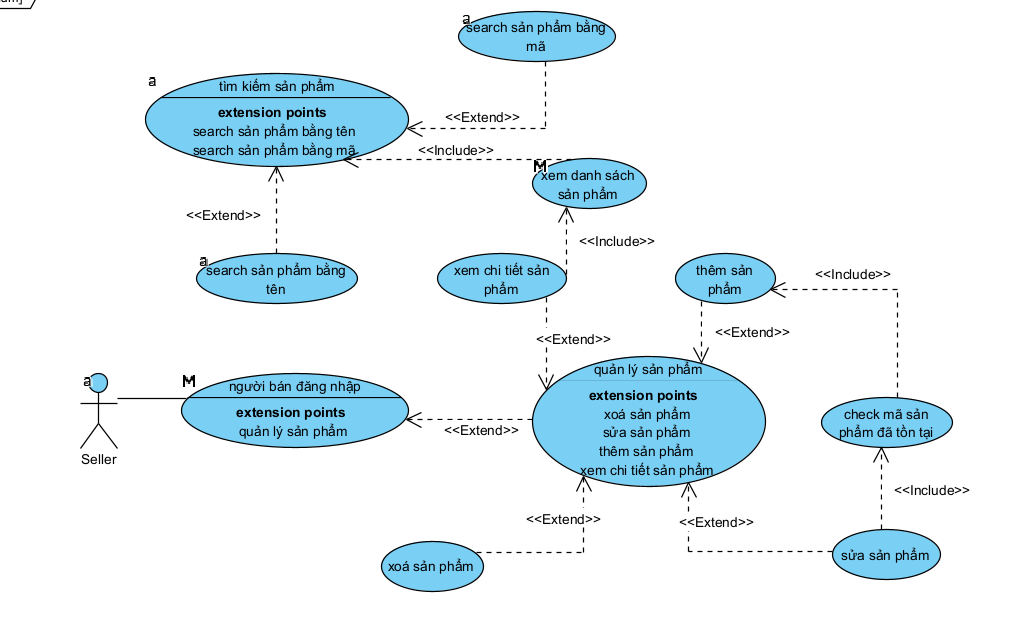 a
search sản phẩm bằng
mã
a
tìm kiếm sản phẩm
extension points
search sản phẩm bằng tên
search sản phẩm bằng mã
<<Extend>>
<<Include>>
M
xem danh sách
sản phẩm
<<Extend>>
<<Include>>
a
search sản phẩm bằng
tên
xem chi tiết sản
phẩm
thêm sản
phẩm
<<Include>>
<<Extend>>
<<Extend>>
a
Seller
M
người bán đăng nhập
extension points
quản lý sản phẩm
<<Extend>>
quản lý sản phẩm
extension points
xoá sản phẩm
sửa sản phẩm
thêm sản phẩm
xem chi tiết sản phẩm
check mã sản
phẩm đã tồn tại
<<Include>>
<<Extend>>
<<Extend>>
xoá sản phẩm
sửa sản phẩm